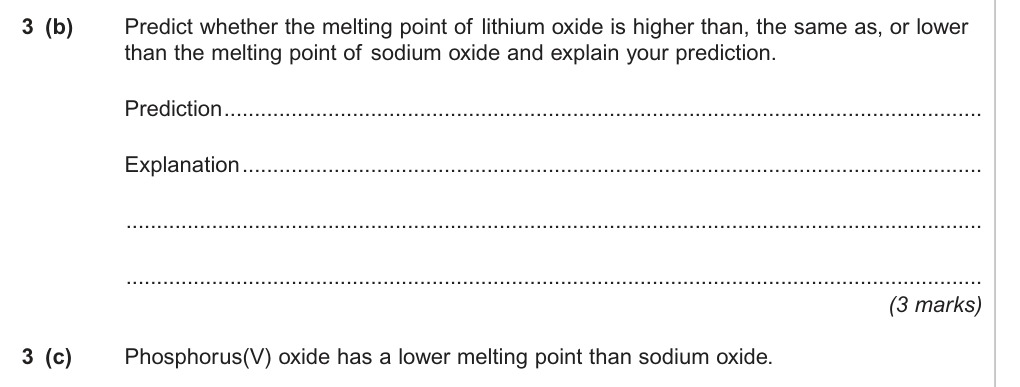 3 (b) Predict whether the melting point of lithium oxide is higher than, the same as, or lower
than the melting point of sodium oxide and explain your prediction.
Prediction..............................................................................................................................
Explanation...........................................................................................................................
..............................................................................................................................................
..............................................................................................................................................
(3 marks)
3 (c) Phosphorus(V) oxide has a lower melting point than sodium oxide.